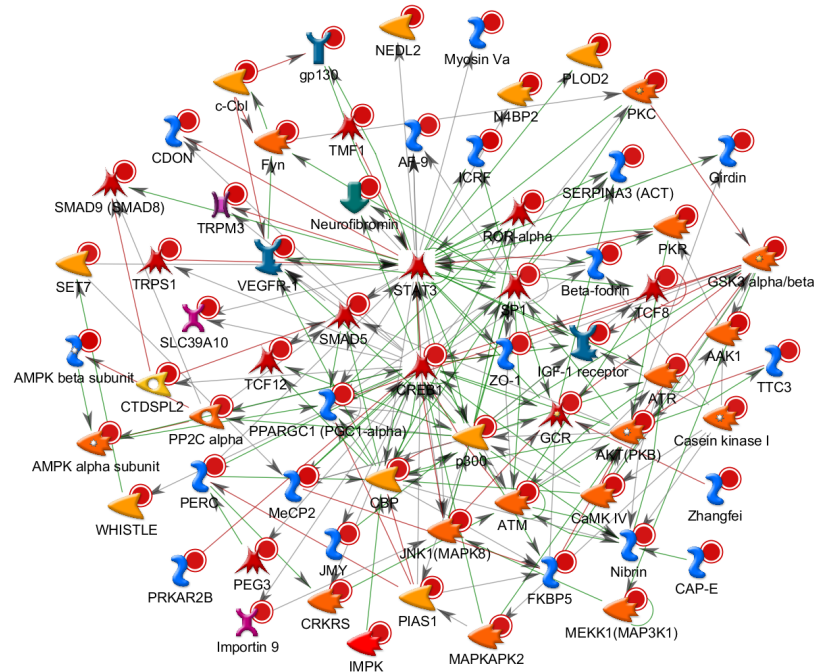 NEDL2
Myosin Va
gp130
PLOD2
c-Cbl
N4BP2
PKC
CDON
Fyn
TMF1
AF-9
ICRF
SERPINA3 (ACT)
Girdin
SMAD9 (SMAD8)
TRPM3
Neurofibromin
ROR-alpha
PKR
SET7
TRPS1
VEGFR-1
STAT3
Beta-fodrin
GSK3 alpha/beta
SP1
TCF8
SLC39A10
SMAD5
AMPK beta subunit
TCF12
CREB1
ZO-1
IGF-1 receptor
AAK1
TTC3
CTDSPL2
ATR
PP2C alpha
PPARGC1 (PGC1-alpha)
GCR
AKT(PKB)
Casein kinase I
AMPK alpha subunit
p300
WHISTLE
PERC
MeCP2
CBP
ATM
CaMK IV
Zhangfei
JNK1(MAPK8)
PRKAR2B
PEG3
JMY
FKBP5
Nibrin
CAP-E
Importin 9
CRKRS
PIAS1
MEKK1(MAP3K1)
IMPK
MAPKAPK2